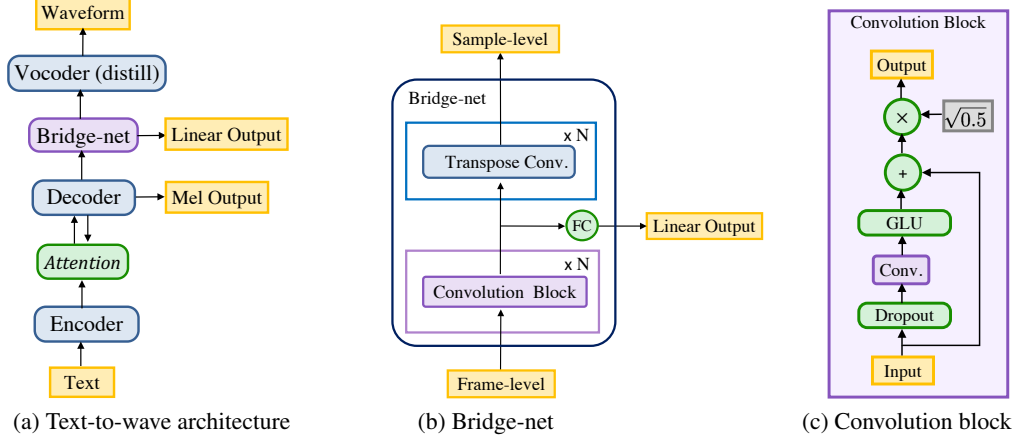 Waveform
Vocoder (distill)
Bridge-net
Linear Output
Decoder
Mel Output
Attention
Encoder
Text
(a) Text-to-wave architecture
Sample-level
Bridge-net
x N
Transpose Conv.
FC
Linear Output
x N
Convolution Block
Frame-level
(b) Bridge-net
Convolution Block
Output
×
√0.5
+
GLU
Conv.
Dropout
Input
(c) Convolution block